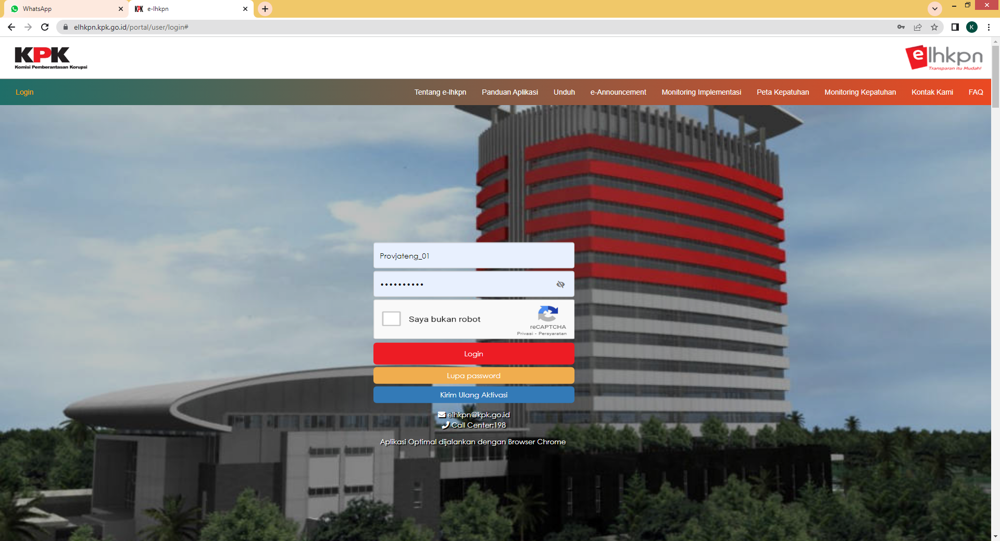 WhatsApp
KPK e-lhkpn
elhkpn.kpk.go.id/portal/user/login#
K
KPK
Komisi Pemberantasan Korupsi
elhkpn
Transparan itu Mudah!
Login Tentang e-lhkpn Panduan Aplikasi Unduh e-Announcement Monitoring Implementasi Peta Kepatuhan Monitoring Kepatuhan Kontak Kami FAQ
Provjateng_01
Saya bukan robot
reCAPTCHA
Privasi - Persyaratan
Login
Lupa password
Kirim Ulang Aktivasi
elhkpn@kpk.go.id
Call Center:198
Aplikasi Optimal dijalankan dengan Browser Chrome